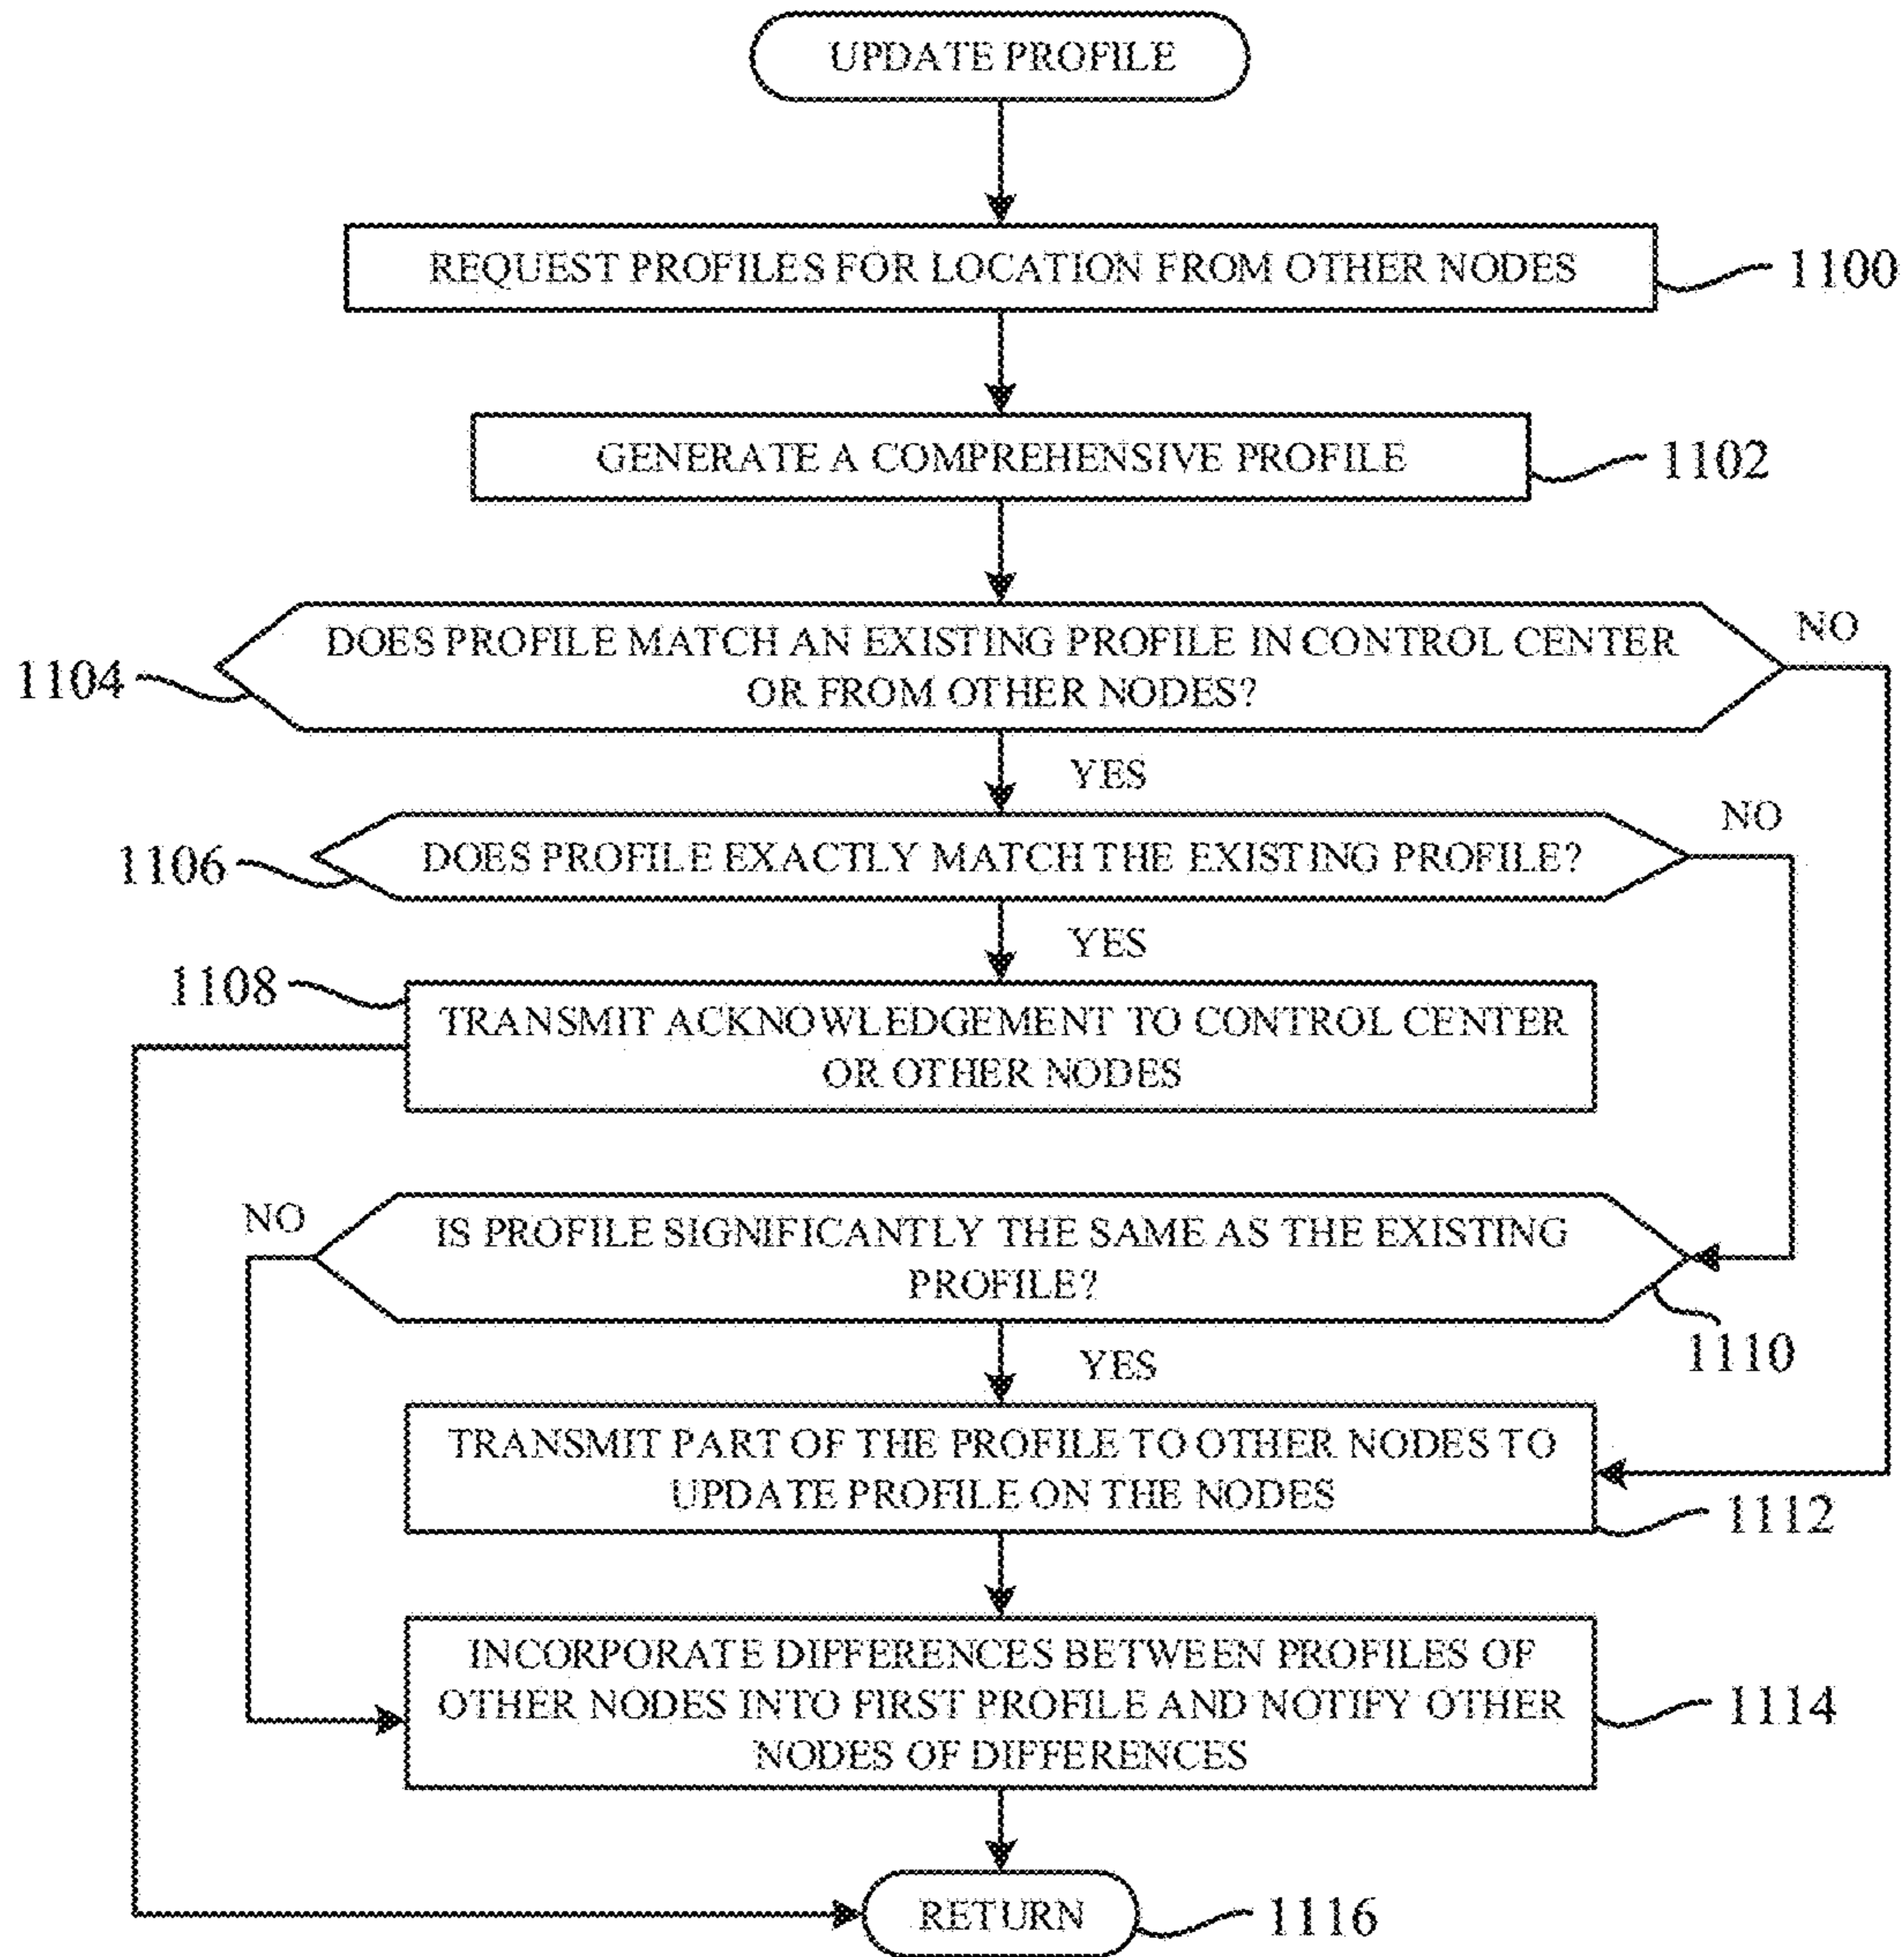 UPDATE PROFILE
REQUEST PROFILES FOR LOCATION FROM OTHER NODES
1100
GENERATE A COMPREHENSIVE PROFILE
1102
DOES PROFILE MATCH AN EXISTING PROFILE IN CONTROL CENTER
OR FROM OTHER NODES?
NO
1104
YES
DOES PROFILE EXACTLY MATCH THE EXISTING PROFILE?
NO
1106
YES
1108
TRANSMIT ACKNOWLEDGEMENT TO CONTROL CENTER
OR OTHER NODES
NO
IS PROFILE SIGNIFICANTLY THE SAME AS THE EXISTING
PROFILE?
1110
YES
TRANSMIT PART OF THE PROFILE TO OTHER NODES TO
UPDATE PROFILE ON THE NODES
1112
INCORPORATE DIFFERENCES BETWEEN PROFILES OF
OTHER NODES INTO FIRST PROFILE AND NOTIFY OTHER
NODES OF DIFFERENCES
1114
RETURN
1116